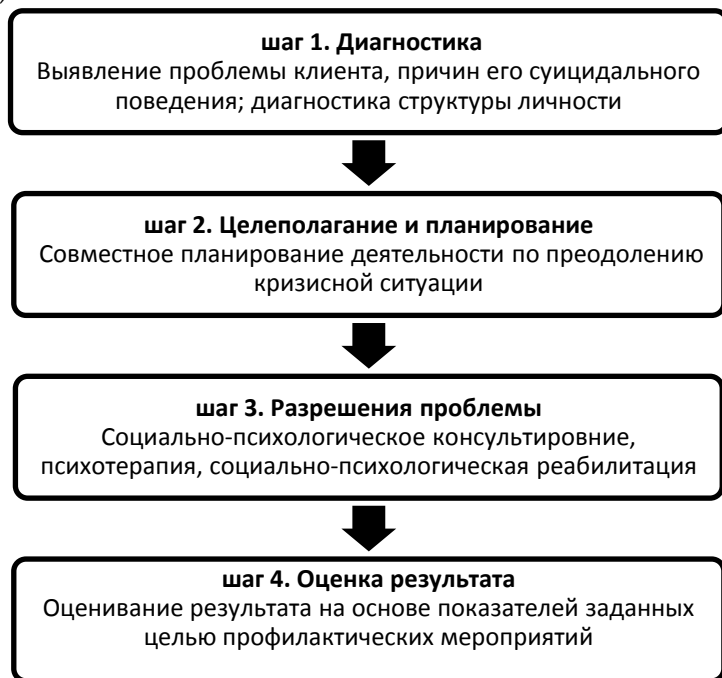 шаг 1. Диагностика
Выявление проблемы клиента, причин его суицидального
поведения; диагностика структуры личности
шаг 2. Целеполагание и планирование
Совместное планирование деятельности по преодолению
кризисной ситуации
шаг 3. Разрешения проблемы
Социально-психологическое консультировние,
психотерапия, социально-психологическая реабилитация
шаг 4. Оценка результата
Оценивание результата на основе показателей заданных
целью профилактических мероприятий